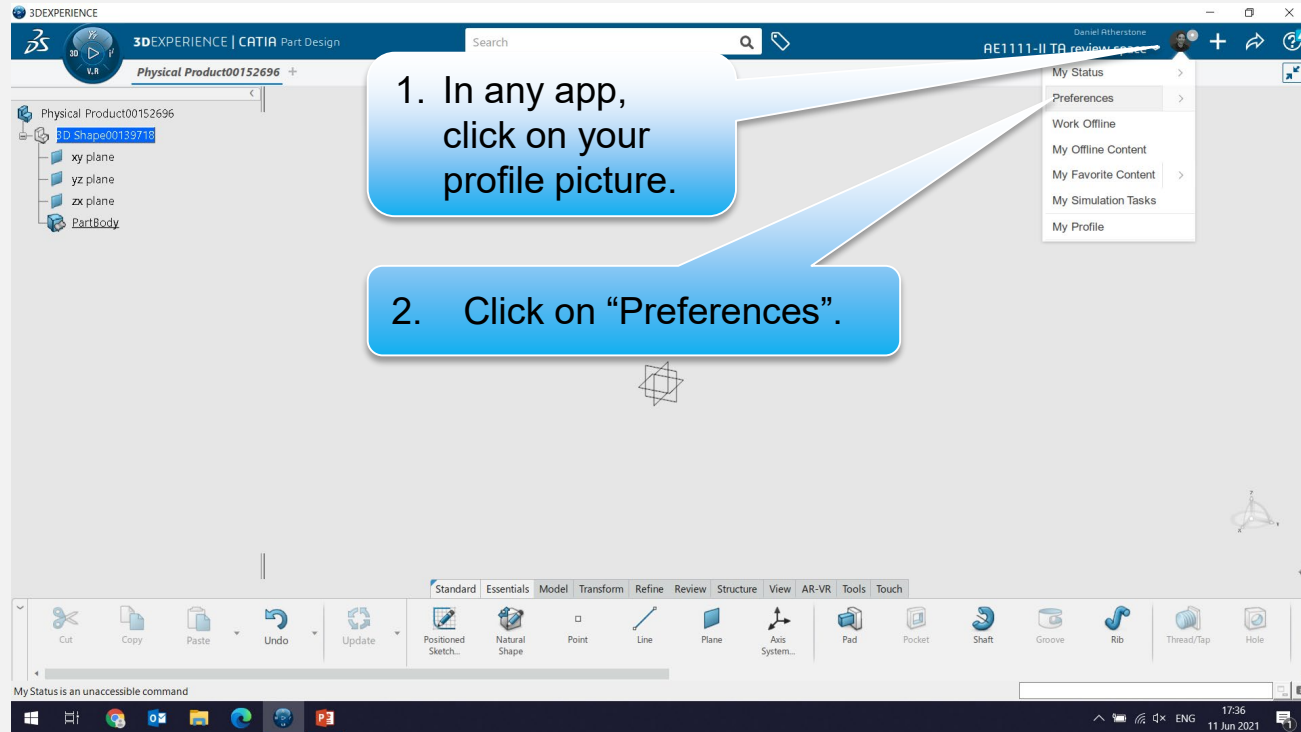 3DEXPERIENCE
3DEXPERIENCE | CATIA Part Design
Search
Daniel Atherstone
AE1111-II TA review space
3D
V.R
Physical Product00152696 +
1. In any app,
click on your
profile picture.
My Status
Preferences
Work Offline
My Offline Content
My Favorite Content
My Simulation Tasks
My Profile
Physical Product00152696
3D Shape00139718
xy plane
yz plane
zx plane
PartBody
2. Click on “Preferences”.
Standard Essentials Model Transform Refine Review Structure View AR-VR Tools Touch
Cut Copy Paste Undo Update Positioned Sketch... Natural Shape Point Line Plane Axis System... Pad Pocket Shaft Groove Rib Thread/Tap Hole
My Status is an unaccessible command
ENG
17:36
11 Jun 2021